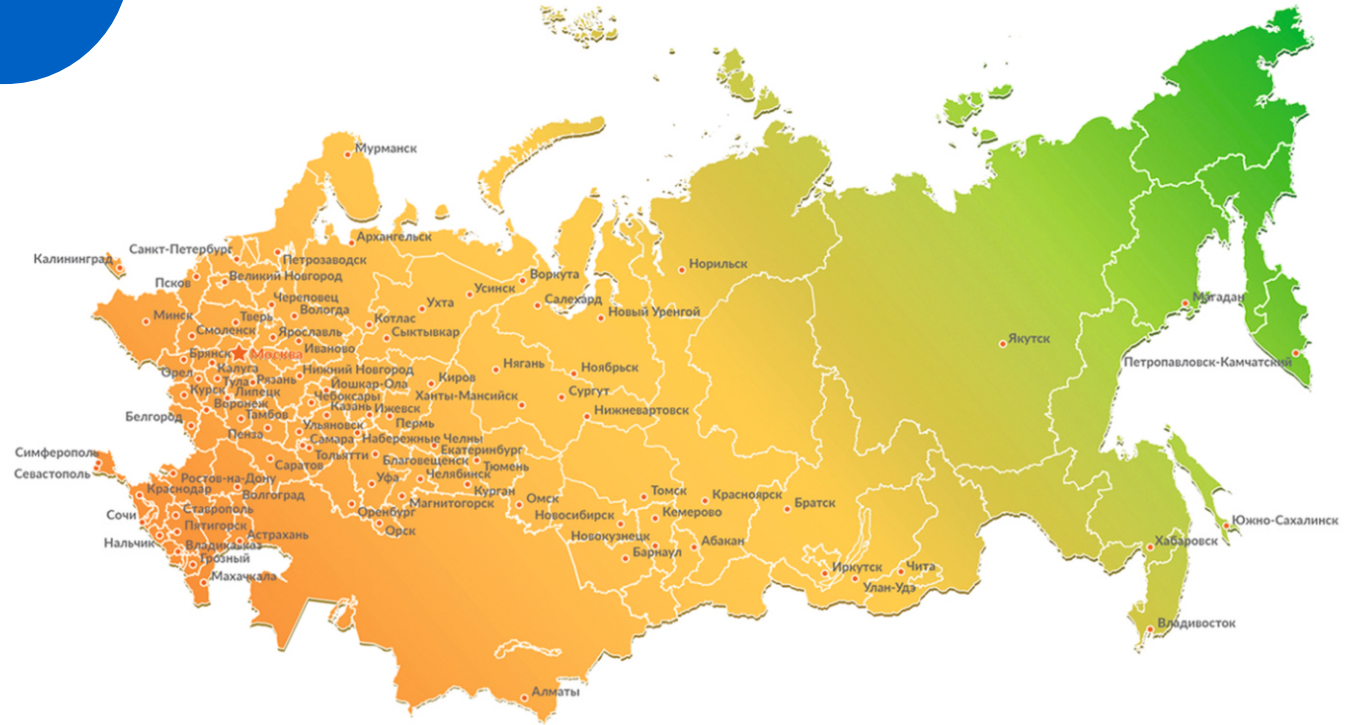 Мурманск
Архангельск
Санкт-Петербург
Калининград
Петрозаводск
Норильск
Псков
Великий Новгород
Воркута
Усинск
Череповец
Салехард
Магадан
Ухта
Вологда
Новый Уренгой
Минск
Тверь
Котлас
Смоленск
Ярославль
Сыктывкар
Якутск
Иваново
Брянск
Москва
Петропавловск-Камчатский
Нягань
Калуга
Нижний Новгород
Ноябрьск
Орел
Тула
Рязань
Йошкар-Ола
Киров
Курск
Липецк
Чебоксары
Ханты-Мансийск
Сургут
Воронеж
Казань
Ижевск
Нижневартовск
Белгород
Тамбов
Ульяновск
Пермь
Пенза
Самара
Набережные Челны
Симферополь
Тольятти
Екатеринбург
Благовещенск
Саратов
Тюмень
Севастополь
Ростов-на-Дону
Уфа
Челябинск
Краснодар
Волгоград
Курган
Томск
Красноярск
Магнитогорск
Омск
Братск
Сочи
Ставрополь
Оренбург
Новосибирск
Кемерово
Южно-Сахалинск
Пятигорск
Орск
Нальчик
Астрахань
Новокузнецк
Абакан
Хабаровск
Владикавказ
Барнаул
Грозный
Иркутск
Чита
Махачкала
Улан-Удэ
Владивосток
Алматы